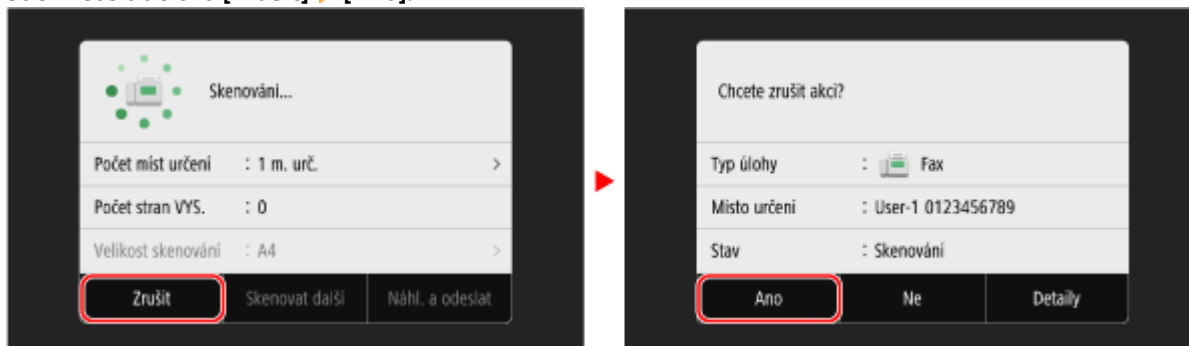 Skenování...
Počet míst určení : 1 m. urč. >
Počet stran VYS. : 0
Velikost skenování : A4 >
Zrušit Skenovat další Náhl. a odeslat
Chcete zrušit akci?
Typ úlohy : Fax
Místo určení : User-1 0123456789
Stav : Skenování
Ano Ne Detaily